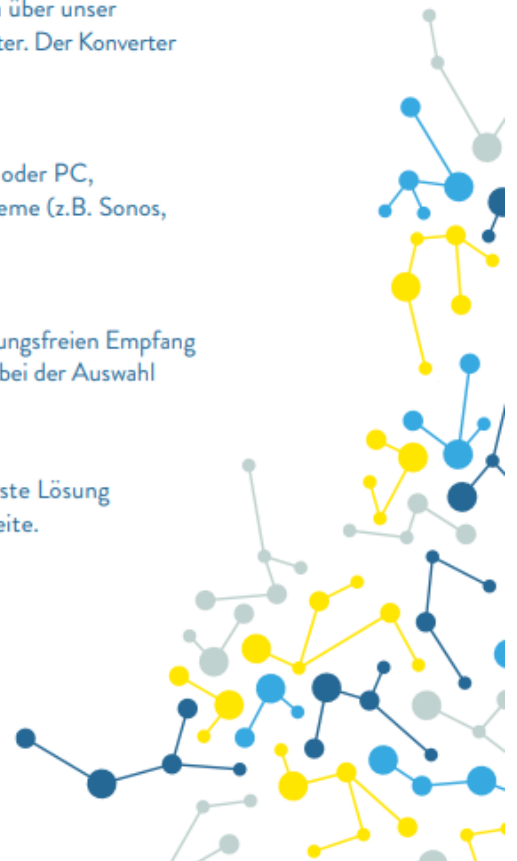 über unser
ter. Der Konverter
oder PC,
eme (z.B. Sonos,
ungsfreien Empfang
bei der Auswahl
ste Lösung
eite.